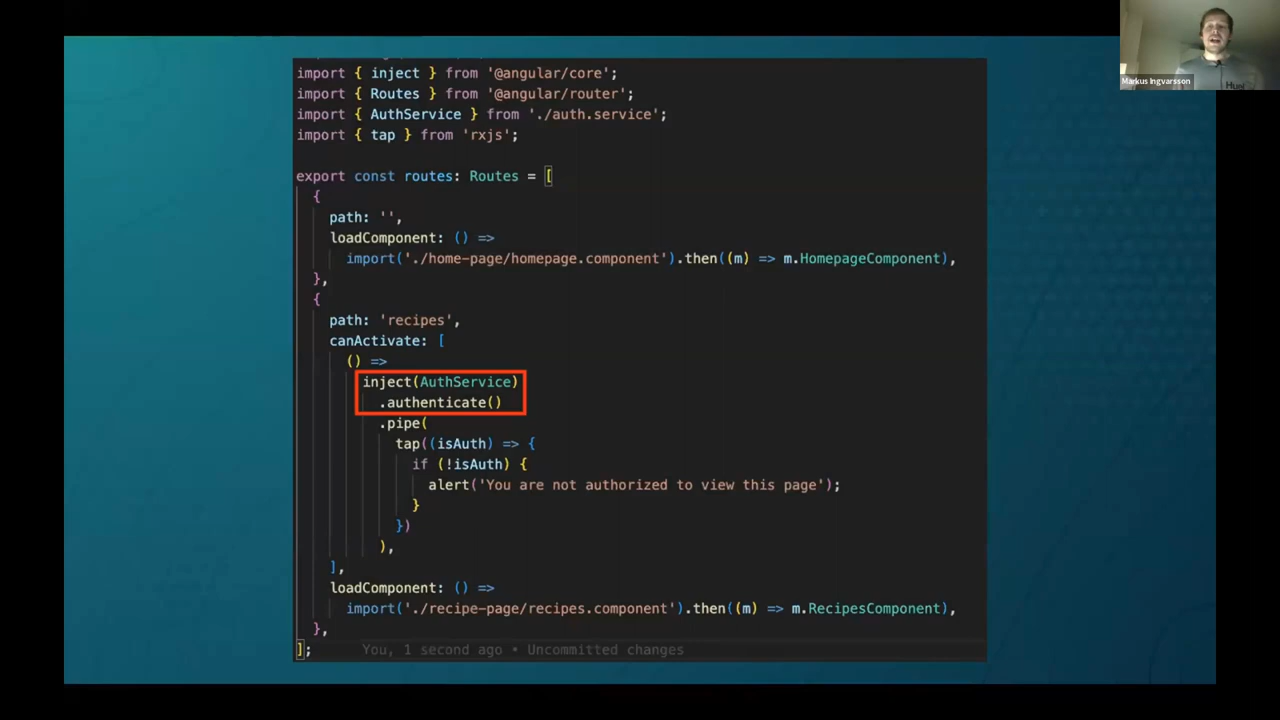 import { inject } from '@angular/core';
import { Routes } from '@angular/router';
import { AuthService } from './auth.service';
import { tap } from 'rxjs';
export const routes: Routes = [
{
path: '',
loadComponent: () =>
import('./home-page/homepage.component').then((m) => m.HomepageComponent),
},
{
path: 'recipes',
canActivate: [
() =>
inject(AuthService)
.authenticate()
.pipe(
tap((isAuth) => {
if (!isAuth) {
alert('You are not authorized to view this page');
}
})
),
],
loadComponent: () =>
import('./recipe-page/recipes.component').then((m) => m.RecipesComponent),
},
]; You, 1 second ago • Uncommitted changes
Markus Ingvarsson